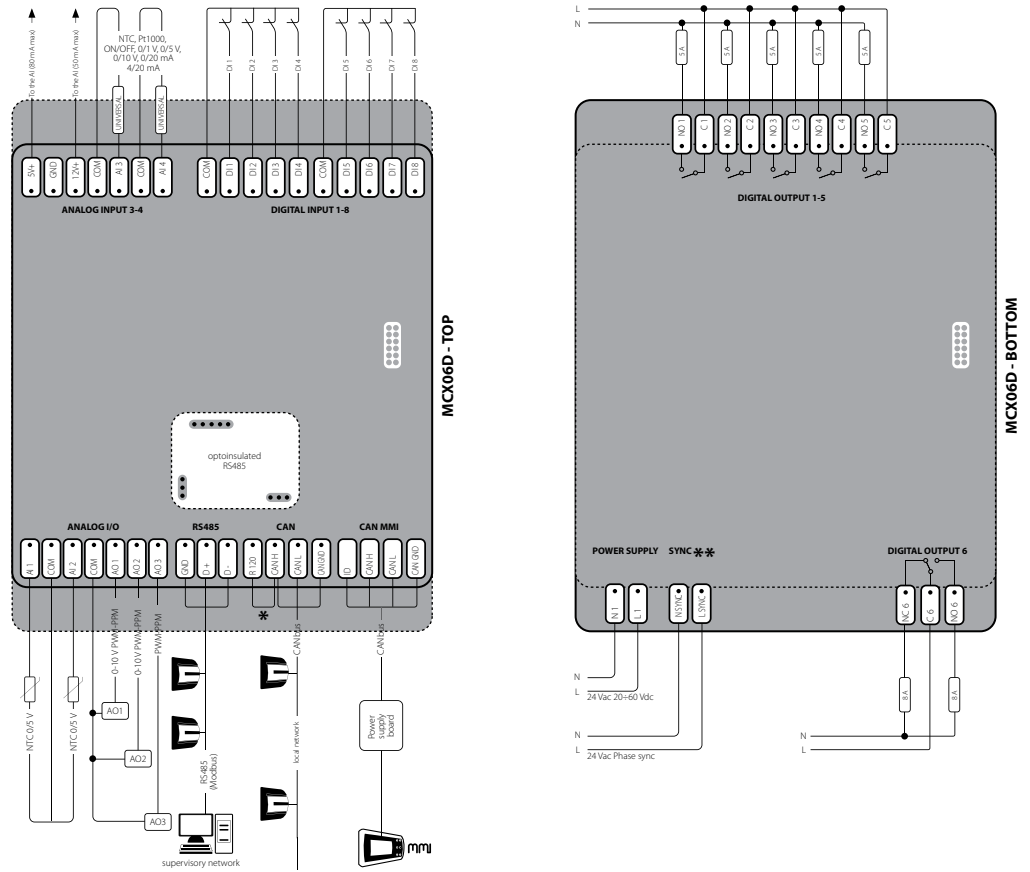 To the AI (80 mA max)
To the AI (50 mA max)
NTC, Pt1000,
ON/OFF, 0/1 V, 0/5 V,
0/10 V, 0/20 mA
4/20 mA
UNIVERSAL
UNIVERSAL
DI 1
DI 2
DI 3
DI 4
DI 5
DI 6
DI 7
DI 8
5V+
GND
12V+
COM
AI 3
COM
AI 4
COM
DI 1
DI 2
DI 3
DI 4
COM
DI 5
DI 6
DI 7
DI 8
ANALOG INPUT 3-4
DIGITAL INPUT 1-8
MCX06D - TOP
optoinsulated
RS485
ANALOG I/O
RS485
CAN
CAN MMI
AI 1
COM
AI 2
COM
AO 1
AO 2
AO 3
GND
D +
D -
R 120
CAN H
CAN L
CAN GND
ID
CAN H
CAN L
CAN GND
*
NTC 0/5 V
NTC 0/5 V
0-10 V PWM-PPM
0-10 V PWM-PPM
PWM-PPM
AO1
AO2
AO3
RS485
(Modbus)
supervisory network
CANbus
local network
CANbus
Power
supply
board
mmi
L
N
5 A
5 A
5 A
5 A
5 A
NO 1
C 1
NO 2
C 2
NO 3
C 3
NO 4
C 4
NO 5
C 5
DIGITAL OUTPUT 1-5
MCX06D - BOTTOM
POWER SUPPLY
SYNC **
DIGITAL OUTPUT 6
N 1
L 1
N SYNC
L SYNC
NC 6
C 6
NO 6
N
L
24 Vac 20÷60 Vdc
N
L
24 Vac Phase sync
8 A
8 A
N
L